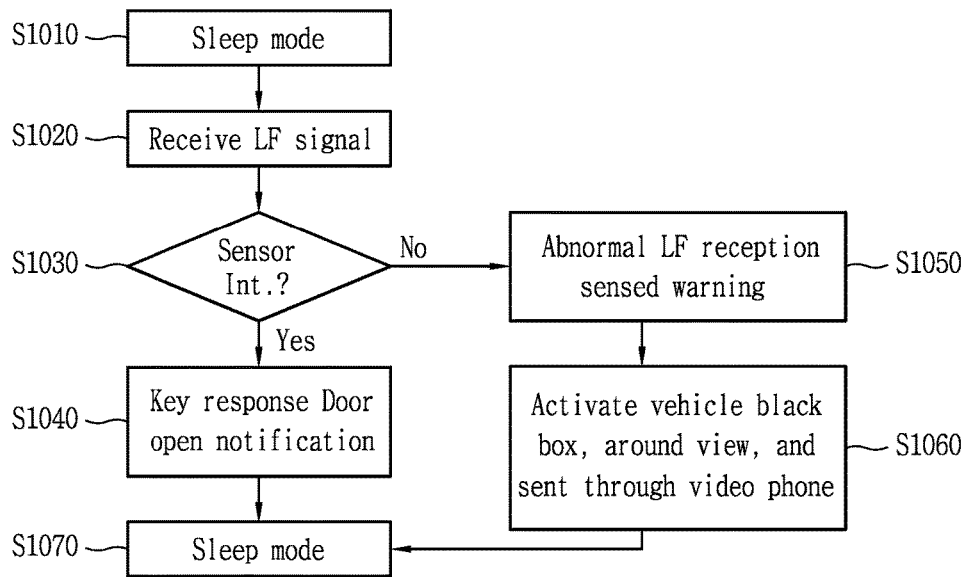 S1010
Sleep mode
S1020
Receive LF signal
S1030
Sensor
Int.?
No
Yes
Abnormal LF reception
sensed warning
S1050
S1040
Key response Door
open notification
Activate vehicle black
box, around view, and
sent through video phone
S1060
S1070
Sleep mode